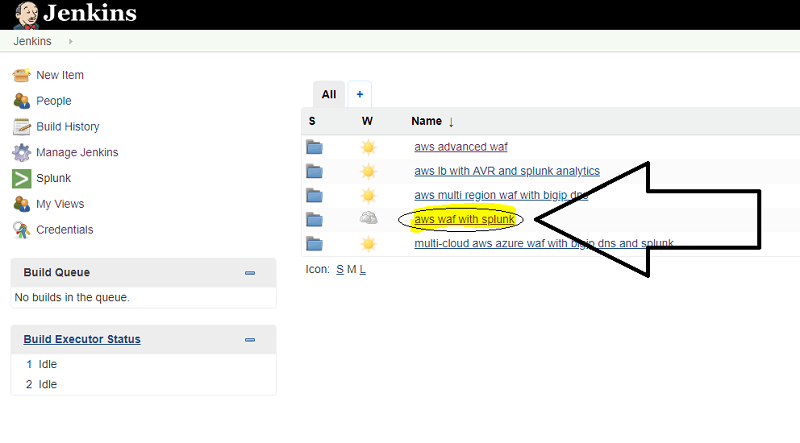 Jenkins
Jenkins
New Item
People
Build History
Manage Jenkins
Splunk
My Views
Credentials
Build Queue
No builds in the queue.
Build Executor Status
1 Idle
2 Idle
All +
S W Name ↓
aws advanced waf
aws lb with AVR and splunk analytics
aws multi region waf with bigip dns
aws waf with splunk
multi-cloud aws azure waf with bigip dns and splunk
Icon: S M L